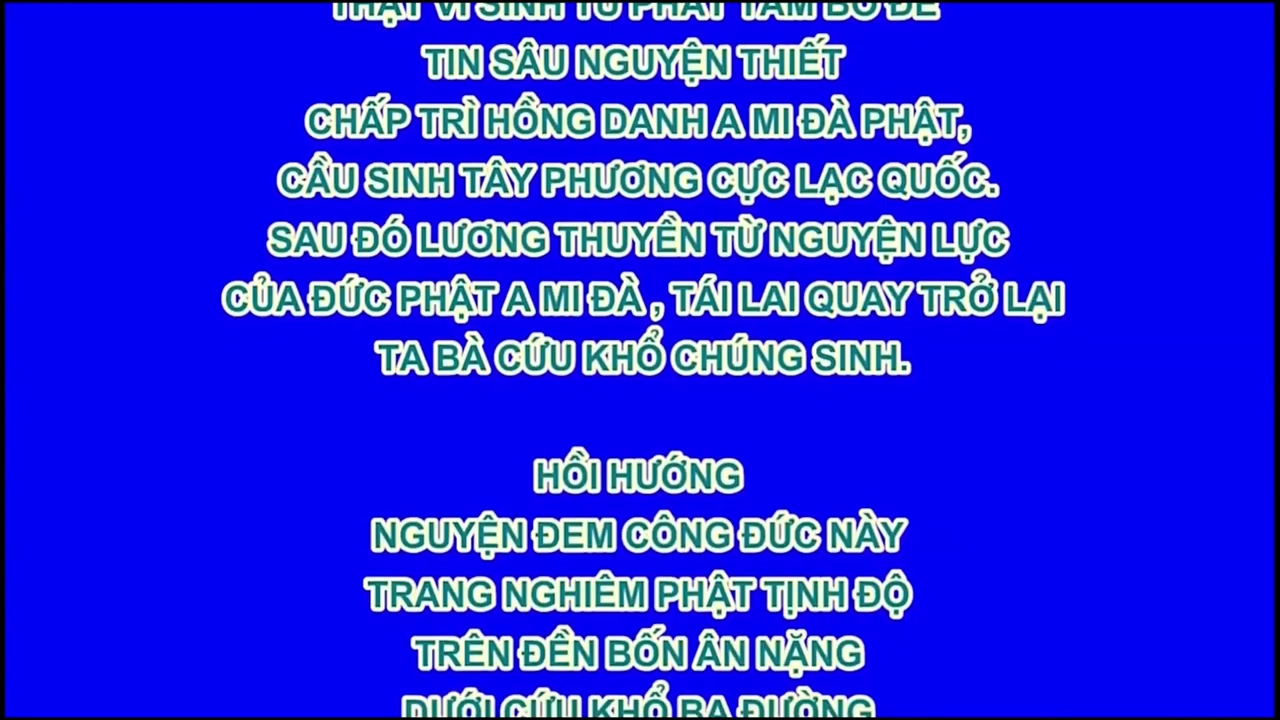 THẬT VÌ SINH TỬ PHÁT TÂM BỒ ĐỀ
TIN SÂU NGUYỆN THIẾT
CHẤP TRÌ HỒNG DANH A MI ĐÀ PHẬT,
CẦU SINH TÂY PHƯƠNG CỰC LẠC QUỐC.
SAU ĐÓ LƯƠNG THUYỀN TỪ NGUYỆN LỰC
CỦA ĐỨC PHẬT A MI ĐÀ , TÁI LAI QUAY TRỞ LẠI
TA BÀ CỨU KHỔ CHÚNG SINH.
HỒI HƯỚNG
NGUYỆN ĐEM CÔNG ĐỨC NÀY
TRANG NGHIÊM PHẬT TỊNH ĐỘ
TRÊN ĐỀN BỐN ÂN NẶNG
DƯỚI CỨU KHỔ BA ĐƯỜNG